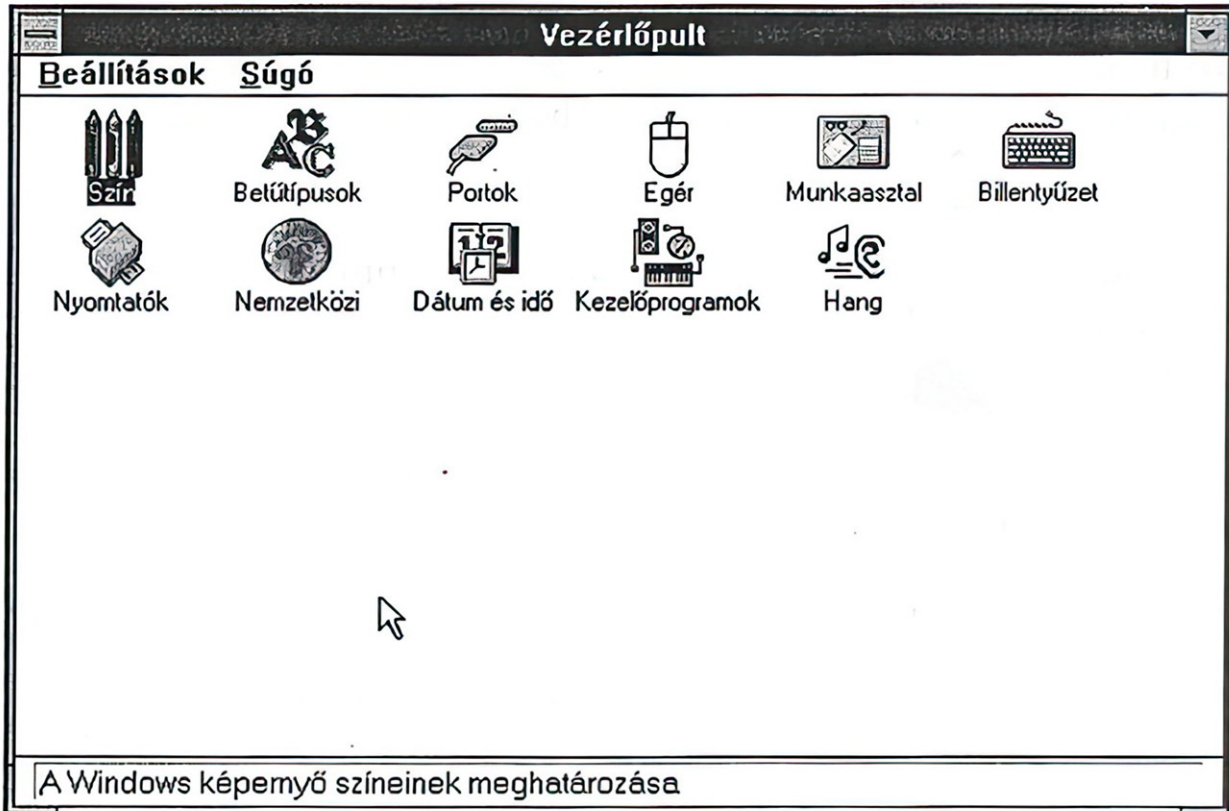 Vezérlőpult
Beállítások Súgó
Szín Betűtípusok Portok Egér Munkaasztal Billentyűzet
Nyomtatók Nemzetközi Dátum és idő Kezelőprogramok Hang
A Windows képernyő színeinek meghatározása